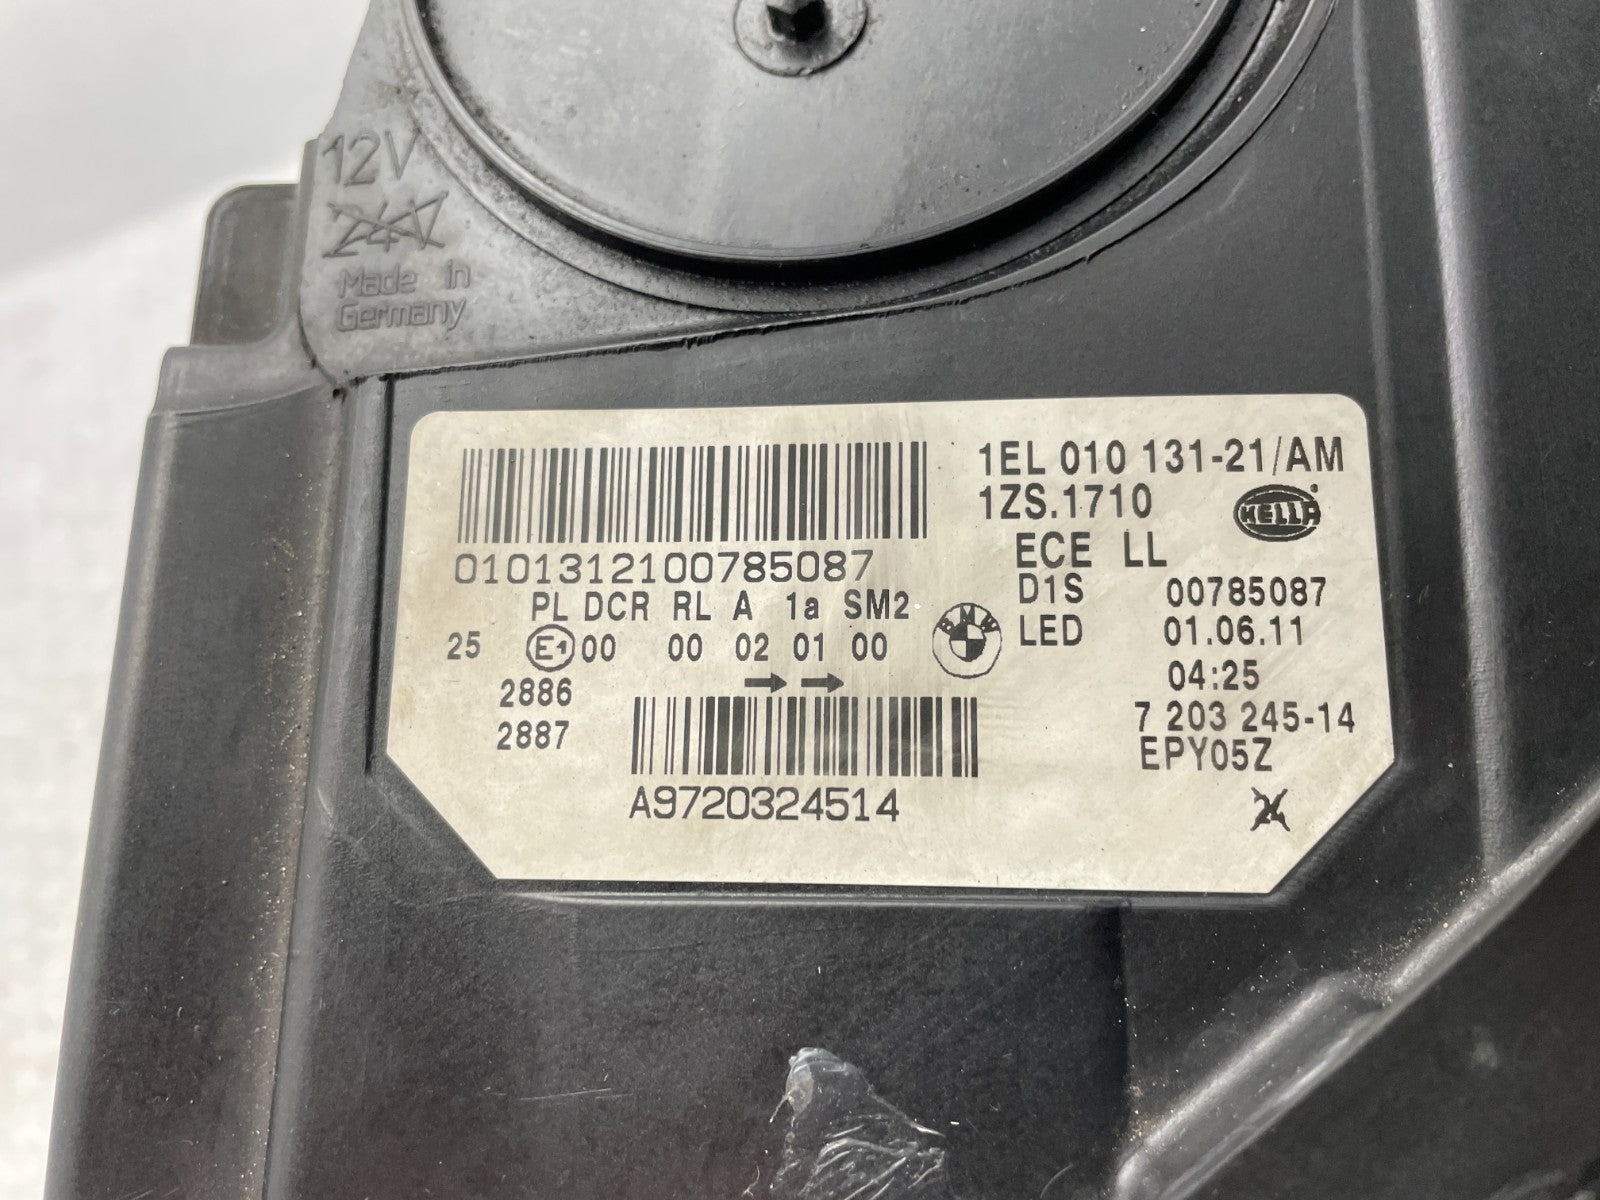 12V
24V
Made in
Germany
1EL 010 131-21/AM
1ZS.1710
HELLA
0101312100785087
ECE LL
PL DCR RL A 1a SM2
D1S 00785087
25 E1 00 00 02 01 00
BMW
LED 01.06.11
2886
04:25
2887
7 203 245-14
EPY05Z
A9720324514
24